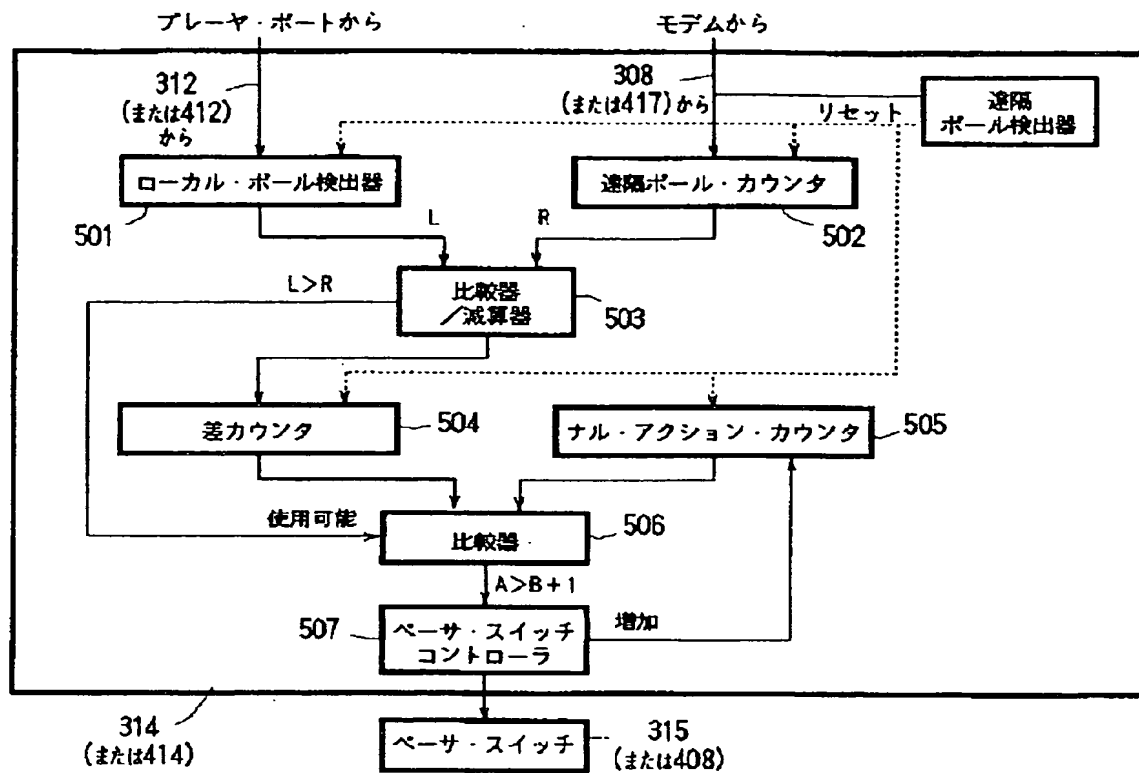 プレーヤ・ポートから
モデムから
312
(または412)
から
308
(または417)から
リセット
遠隔
ポール検出器
ローカル・ポール検出器
501
遠隔ポール・カウンタ
502
L
R
L>R
比較器
/減算器
503
差カウンタ
504
ナル・アクション・カウンタ
505
使用可能
比較器
506
A>B+1
507
ペーサ・スイッチ
コントローラ
増加
314
(または414)
ペーサ・スイッチ
315
(または408)